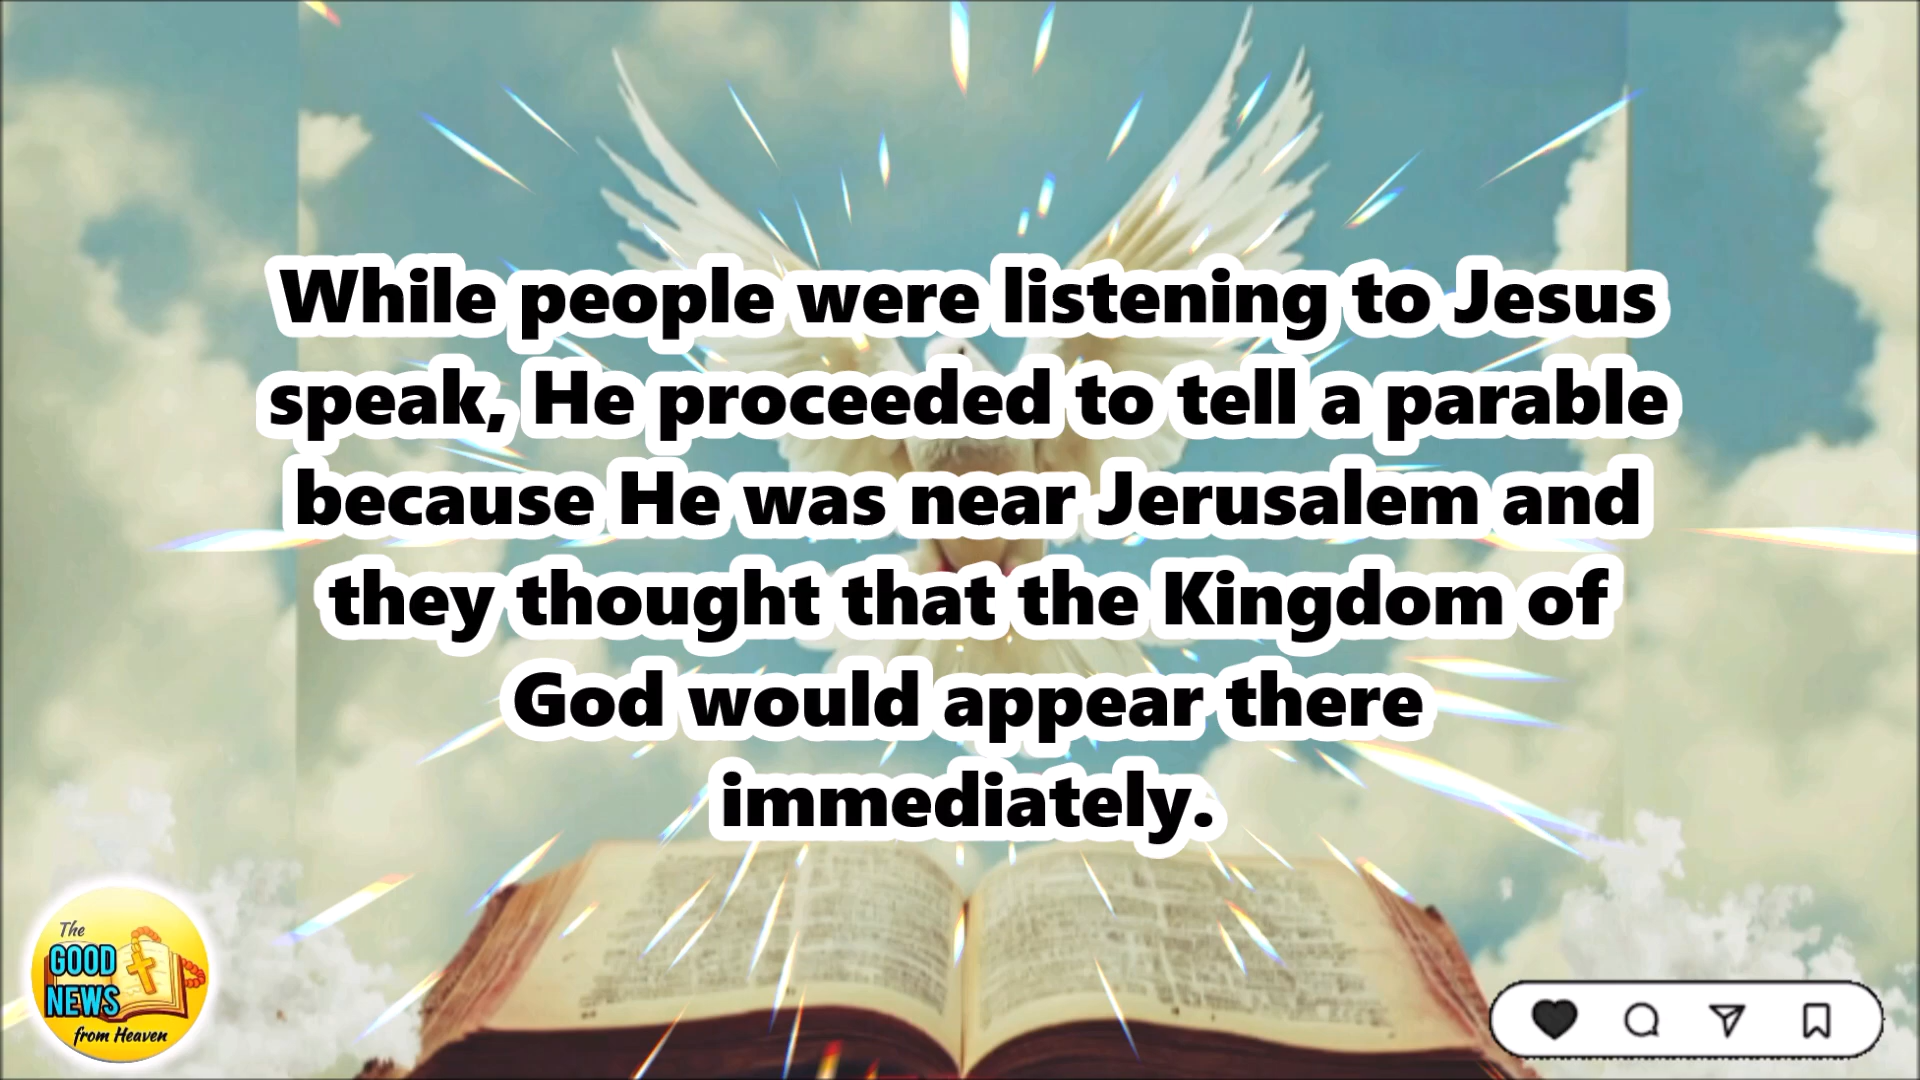 While people were listening to Jesus
speak, He proceeded to tell a parable
because He was near Jerusalem and
they thought that the Kingdom of
God would appear there
immediately.
The
GOOD
NEWS
from Heaven